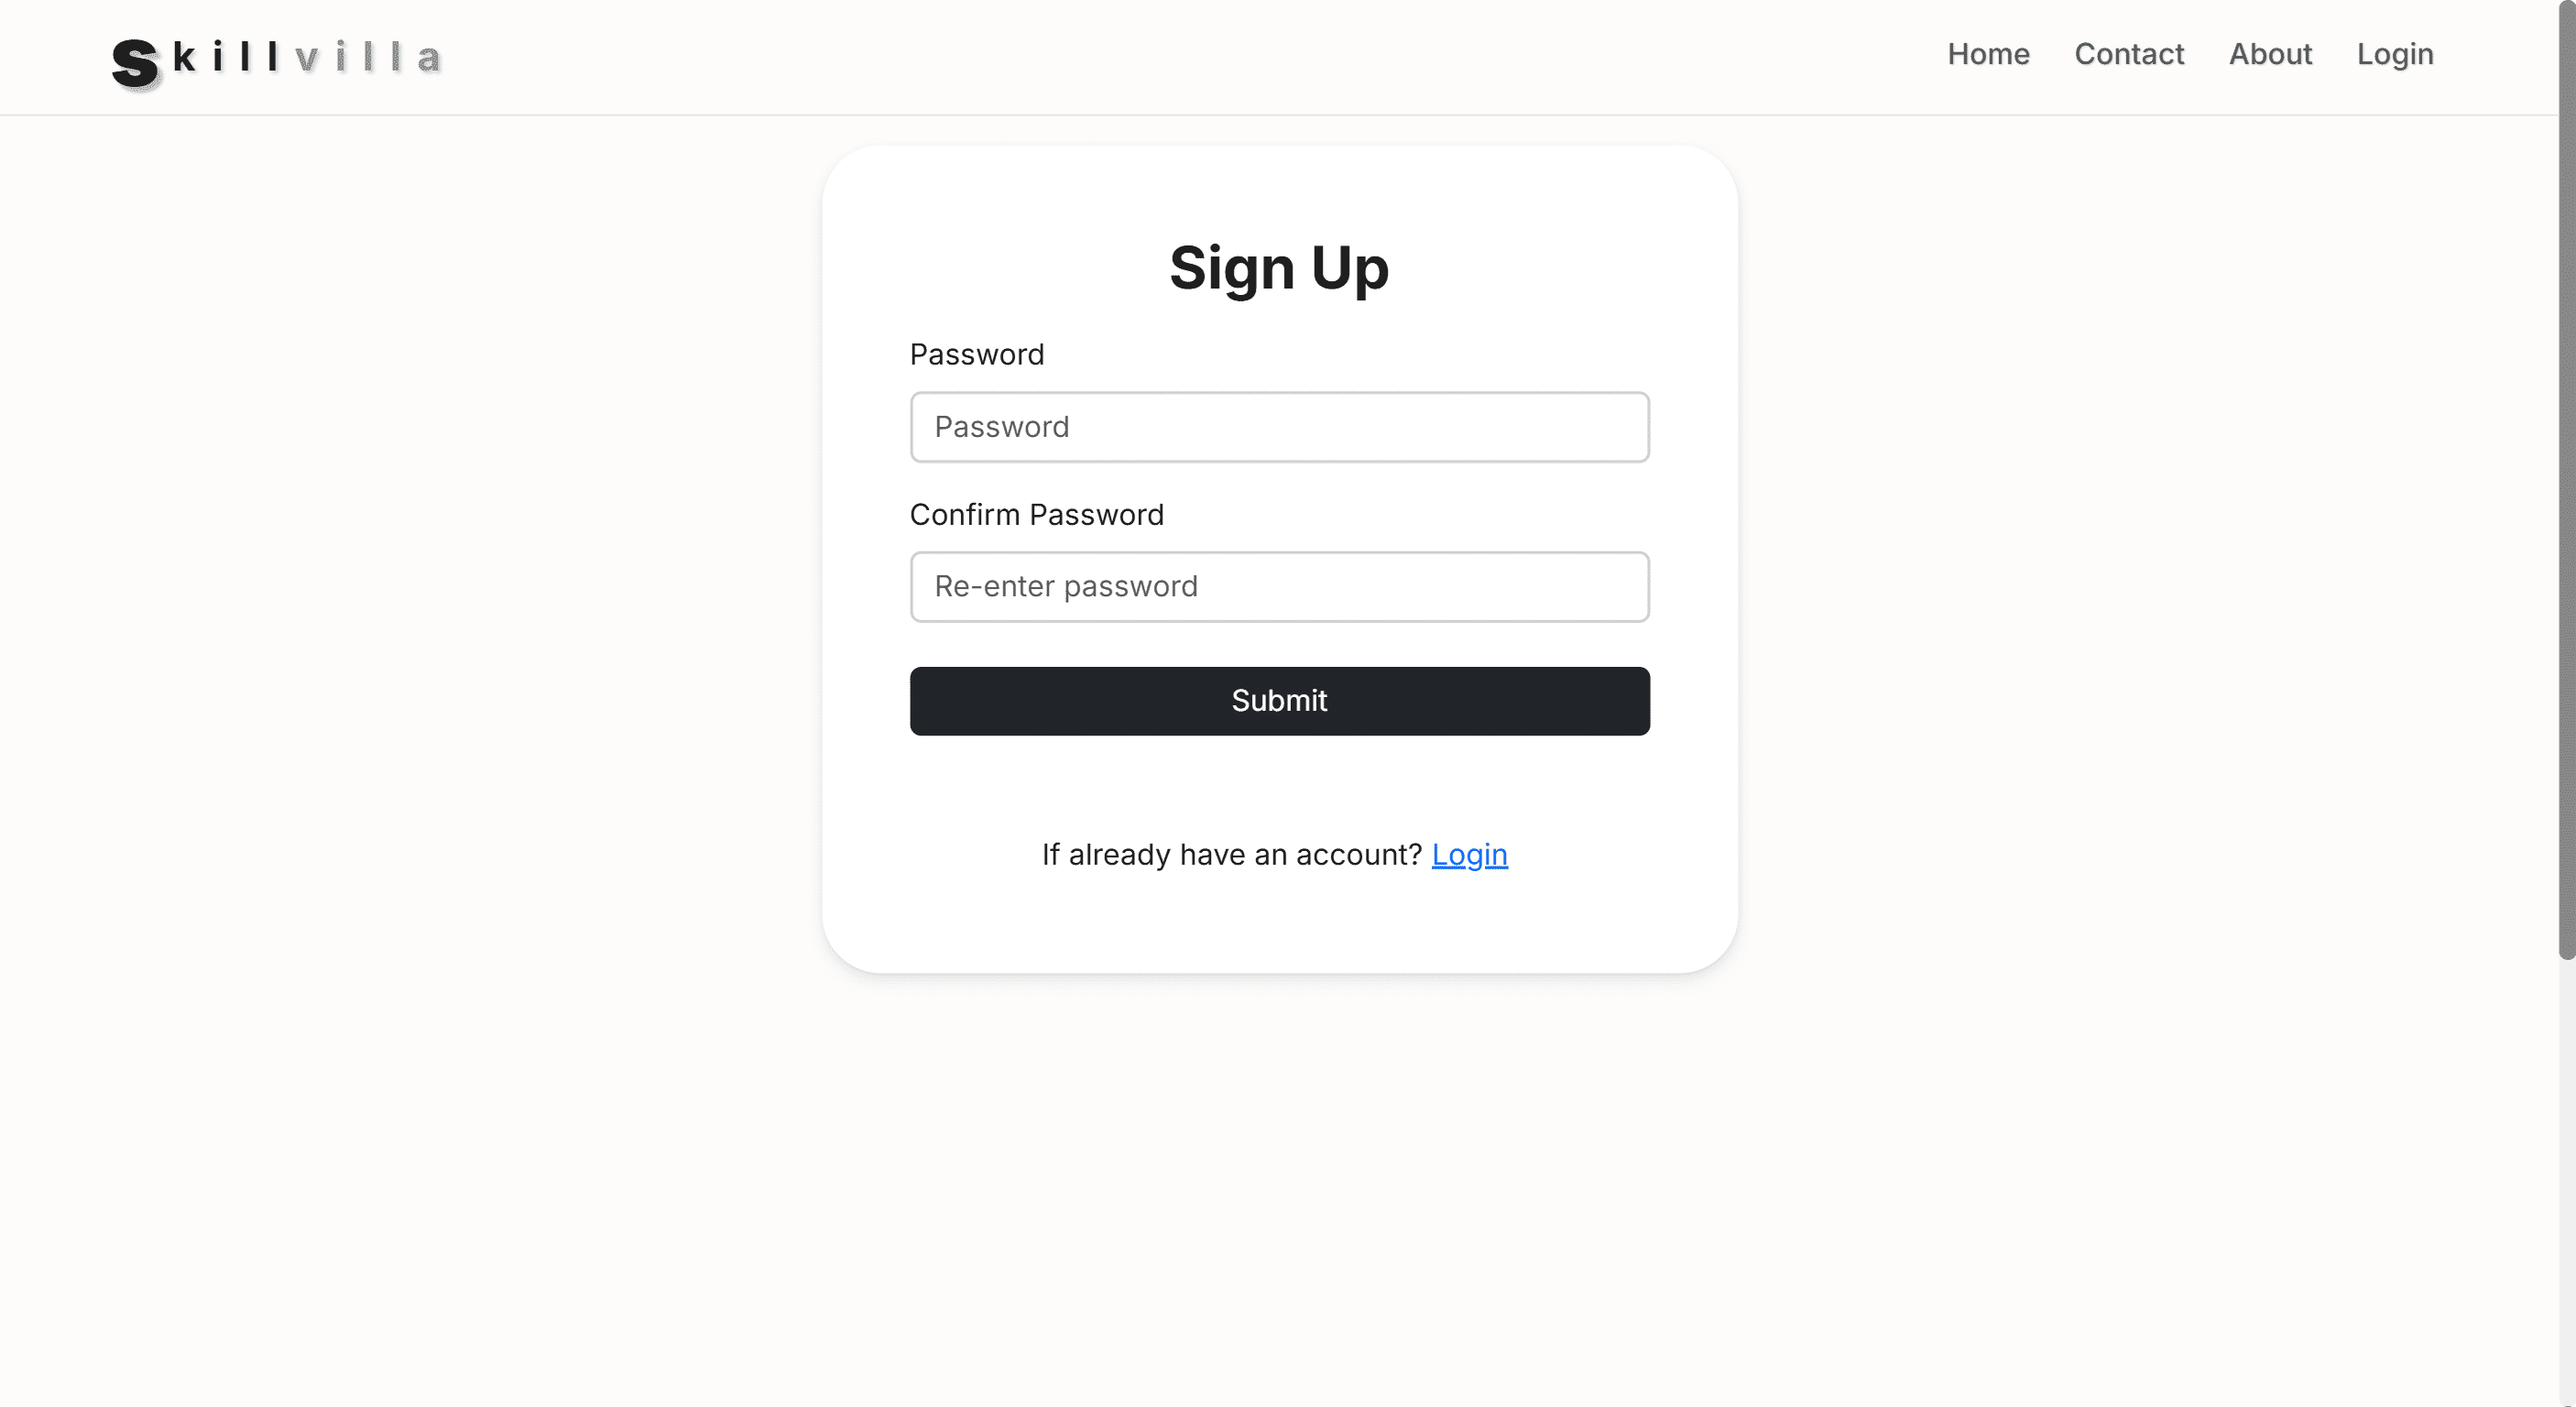 Skillvilla
Home Contact About Login
Sign Up
Password
Password
Confirm Password
Re-enter password
Submit
If already have an account? Login